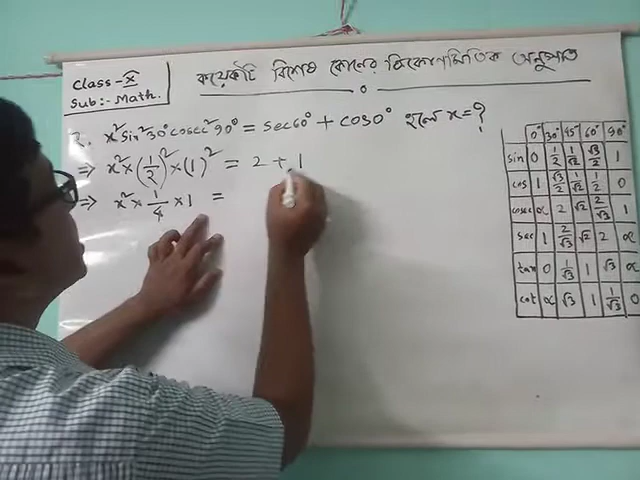 Class-X
Sub:- Math.
কয়েকটি বিশেষ কোনের ত্রিকোণমিতিক অনুপাত
২. x² sin²30° cosec²90° = sec60° + cos0° হলে x=?
⇒ x² × (1/2)² × (1)² = 2 + 1
⇒ x² × 1/4 × 1 =
0° 30° 45° 60° 90°
sin 0 1/2 1/√2 √3/2 1
cos 1 √3/2 1/√2 1/2 0
cosec α 2 √2 2/√3 1
sec 1 2/√3 √2 2 α
tan 0 1/√3 1 √3 α
cot α √3 1 1/√3 0